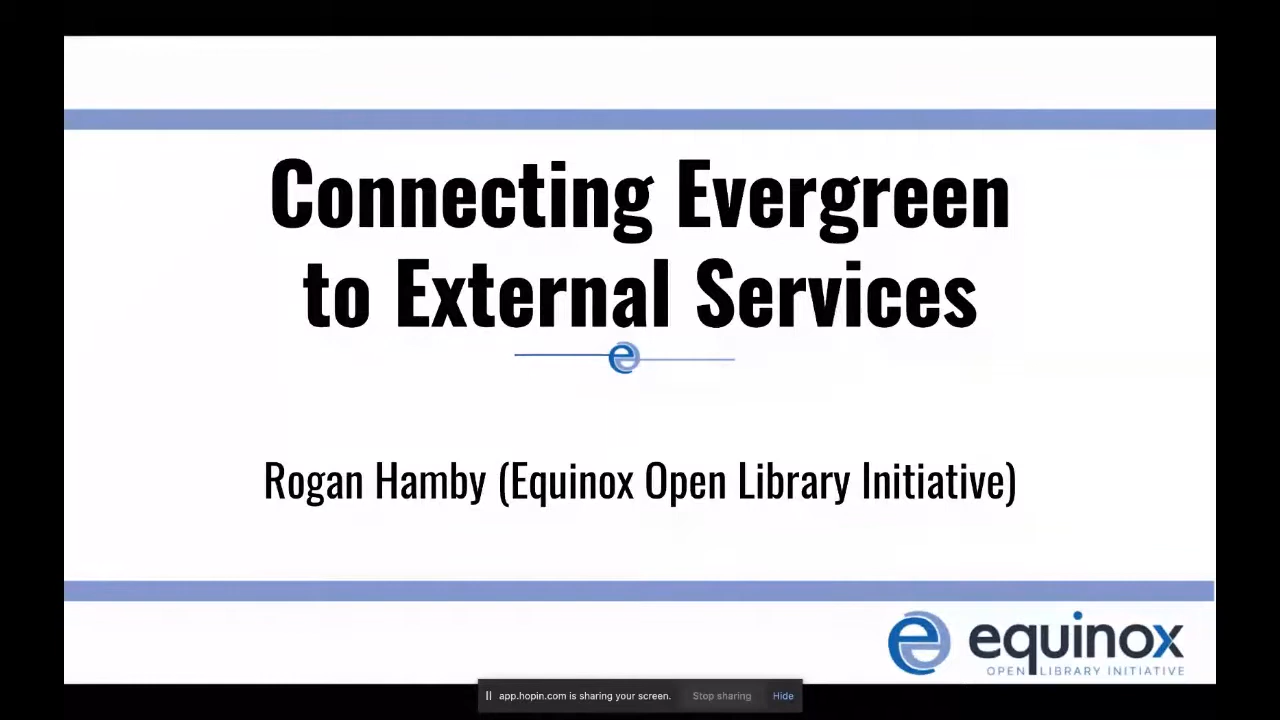 Connecting Evergreen
to External Services
Rogan Hamby (Equinox Open Library Initiative)
equinox
OPEN LIBRARY INITIATIVE
app.hopin.com is sharing your screen. Stop sharing Hide